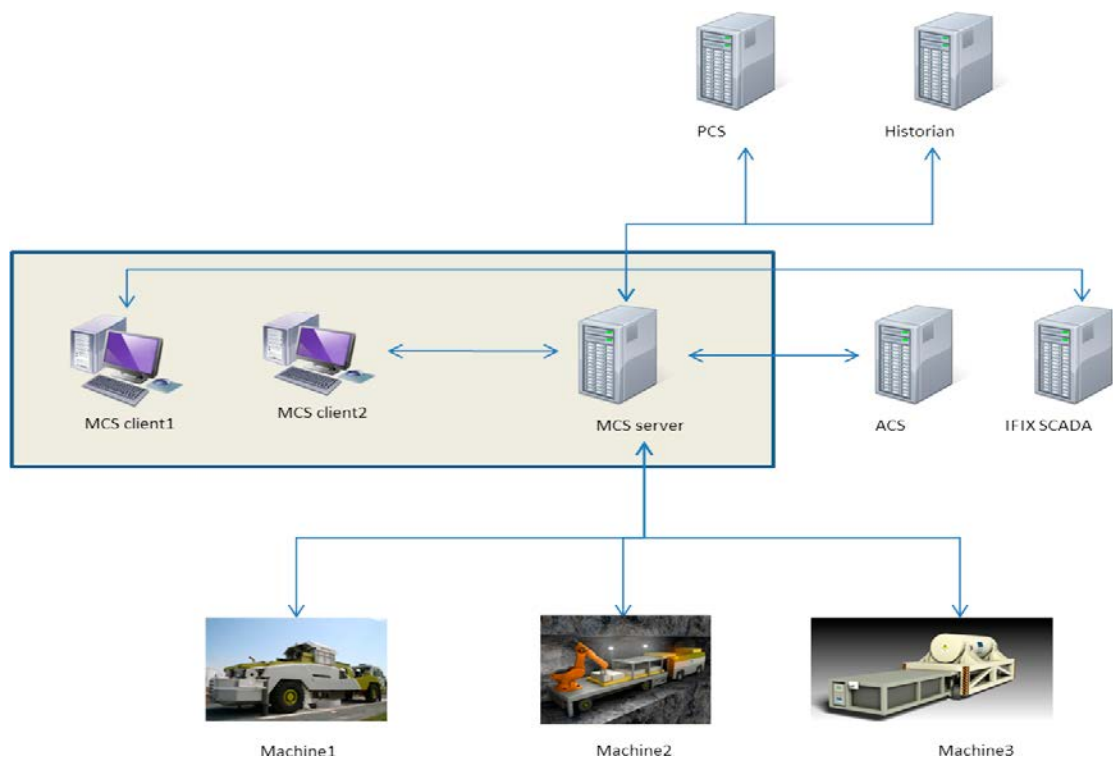 PCS
Historian
MCS client1
MCS client2
MCS server
ACS
IFIX SCADA
Machine1
Machine2
Machine3